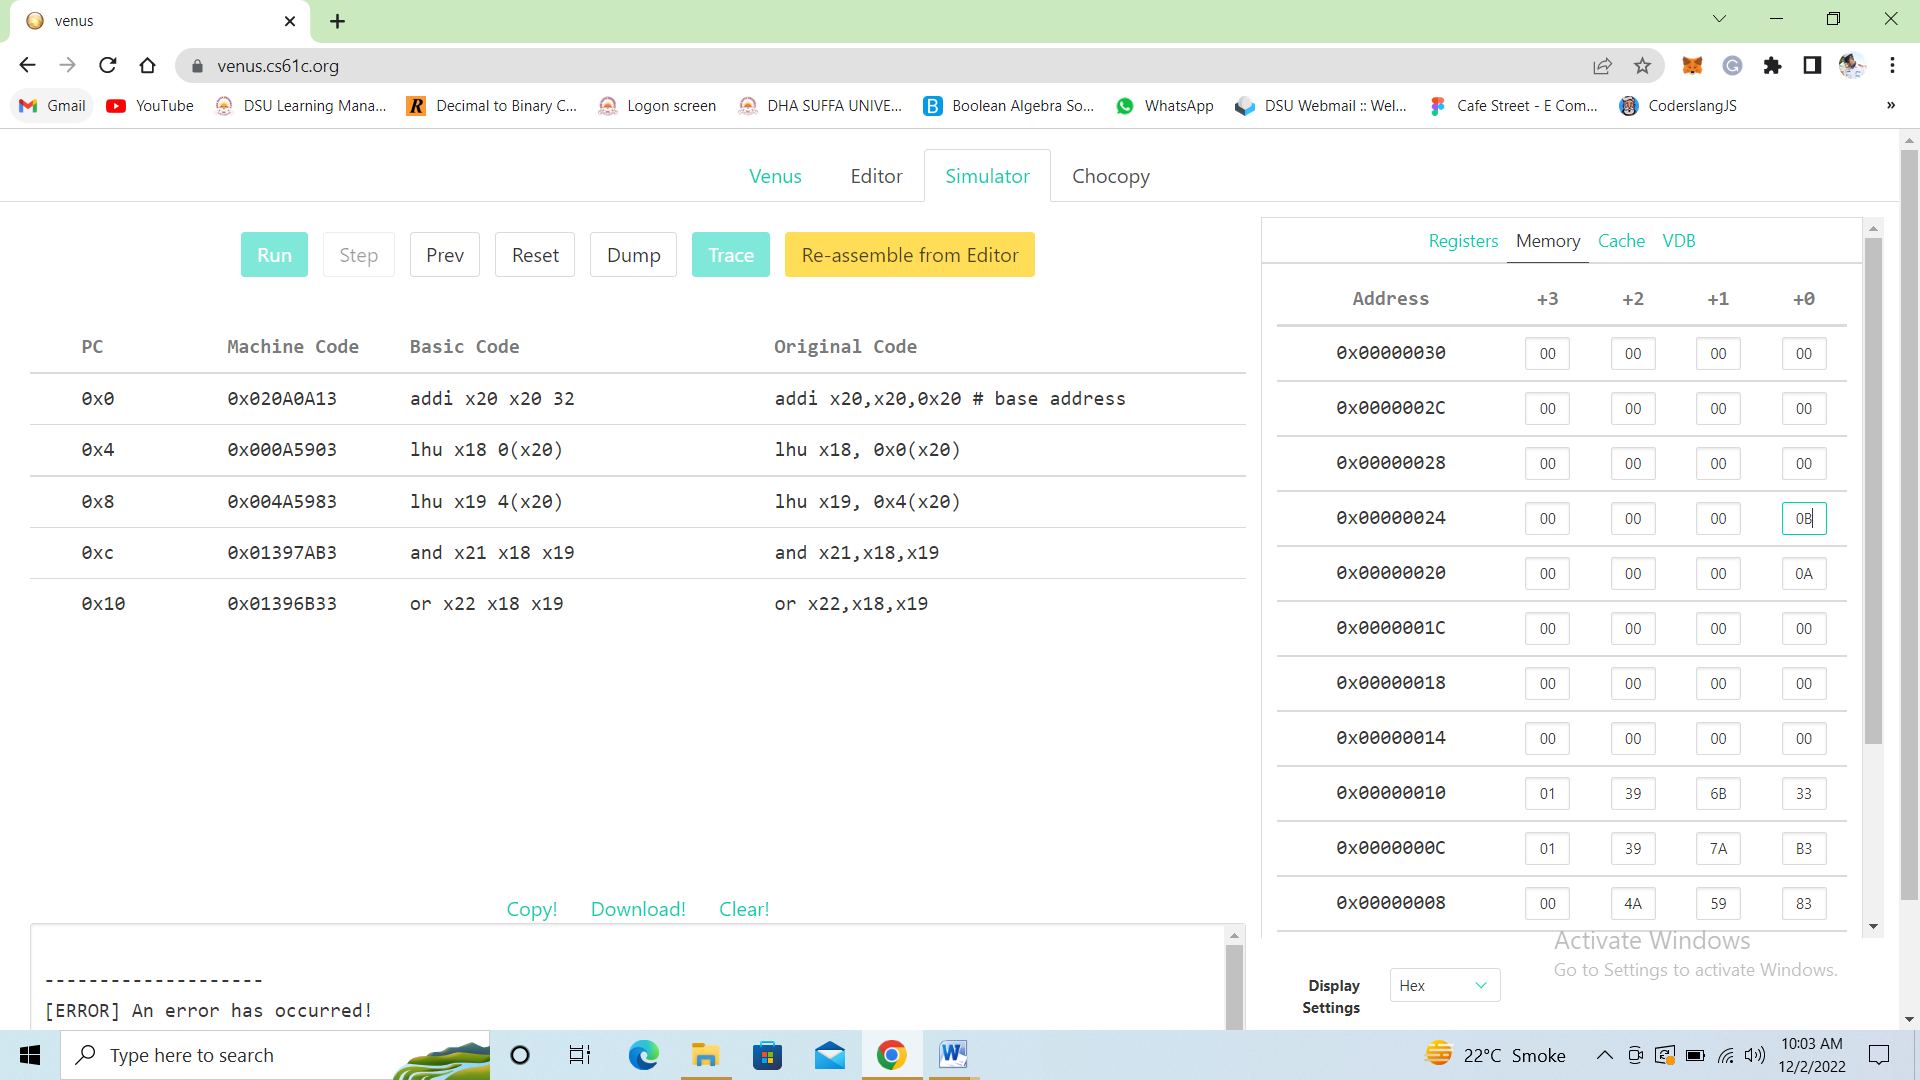 venus
venus.cs61c.org
Gmail YouTube DSU Learning Mana... Decimal to Binary C... Logon screen DHA SUFFA UNIVE... Boolean Algebra So... WhatsApp DSU Webmail :: Wel... Cafe Street - E Com... CoderslangJS »
Venus Editor Simulator Chocopy
Run Step Prev Reset Dump Trace Re-assemble from Editor
PC Machine Code Basic Code Original Code
0x0 0x020A0A13 addi x20 x20 32 addi x20,x20,0x20 # base address
0x4 0x000A5903 lhu x18 0(x20) lhu x18, 0x0(x20)
0x8 0x004A5983 lhu x19 4(x20) lhu x19, 0x4(x20)
0xc 0x01397AB3 and x21 x18 x19 and x21,x18,x19
0x10 0x01396B33 or x22 x18 x19 or x22,x18,x19
Copy! Download! Clear!
--------------------
[ERROR] An error has occurred!
Registers Memory Cache VDB
Address +3 +2 +1 +0
0x00000030 00 00 00 00
0x0000002C 00 00 00 00
0x00000028 00 00 00 00
0x00000024 00 00 00 0B
0x00000020 00 00 00 0A
0x0000001C 00 00 00 00
0x00000018 00 00 00 00
0x00000014 00 00 00 00
0x00000010 01 39 6B 33
0x0000000C 01 39 7A B3
0x00000008 00 4A 59 83
Activate Windows
Go to Settings to activate Windows.
Display Settings Hex
Type here to search
22°C Smoke
10:03 AM
12/2/2022